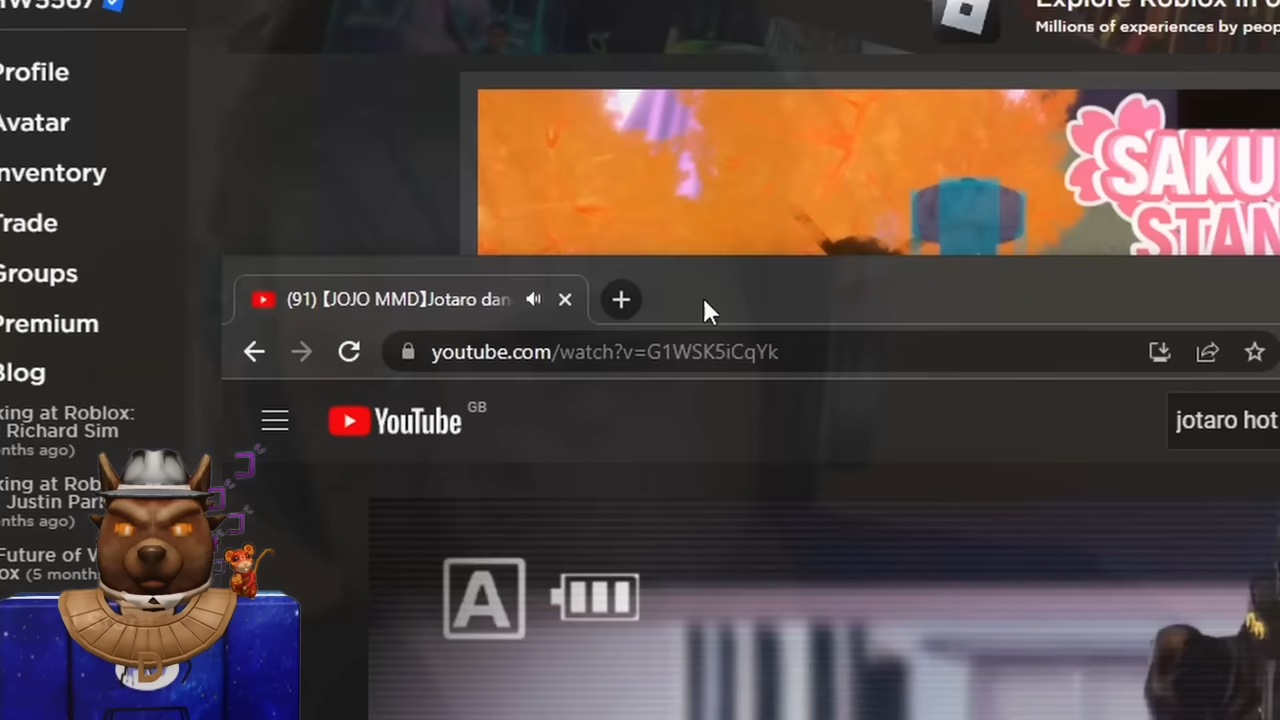 Profile
Avatar
Inventory
Trade
Groups
Premium
Blog
Richard Sim
Explore Roblox in
Millions of experiences by
SAKU
STAN
(91)【JOJO MMD】Jotaro dan
youtube.com/watch?v=G1WSK5iCqYk
YouTube GB
jotaro hot
king at Roblox:
nths ago)
king at Rob
Justin Par
nths ago)
Future of V
ox (5 month
A
D